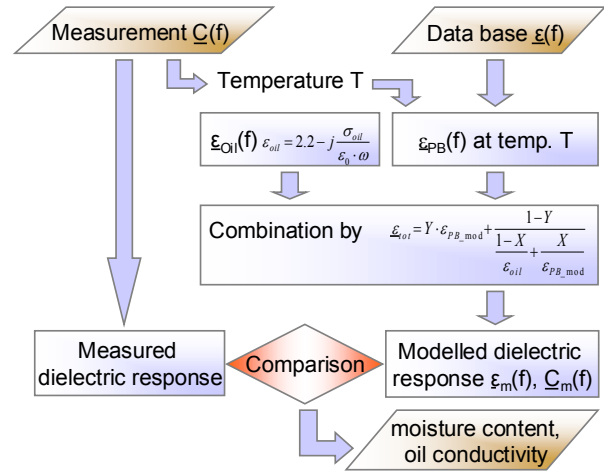 Measurement C(f)
Data base ε(f)
Temperature T
ε_Oil(f) ε_oil = 2.2 − j σ_oil / (ε_0 · ω)
ε_PB(f) at temp. T
Combination by ε_tot = Y · ε_PB_mod + (1−Y) / ((1−X)/ε_oil + X/ε_PB_mod)
Measured
dielectric response
Comparison
Modelled dielectric
response ε_m(f), C_m(f)
moisture content,
oil conductivity